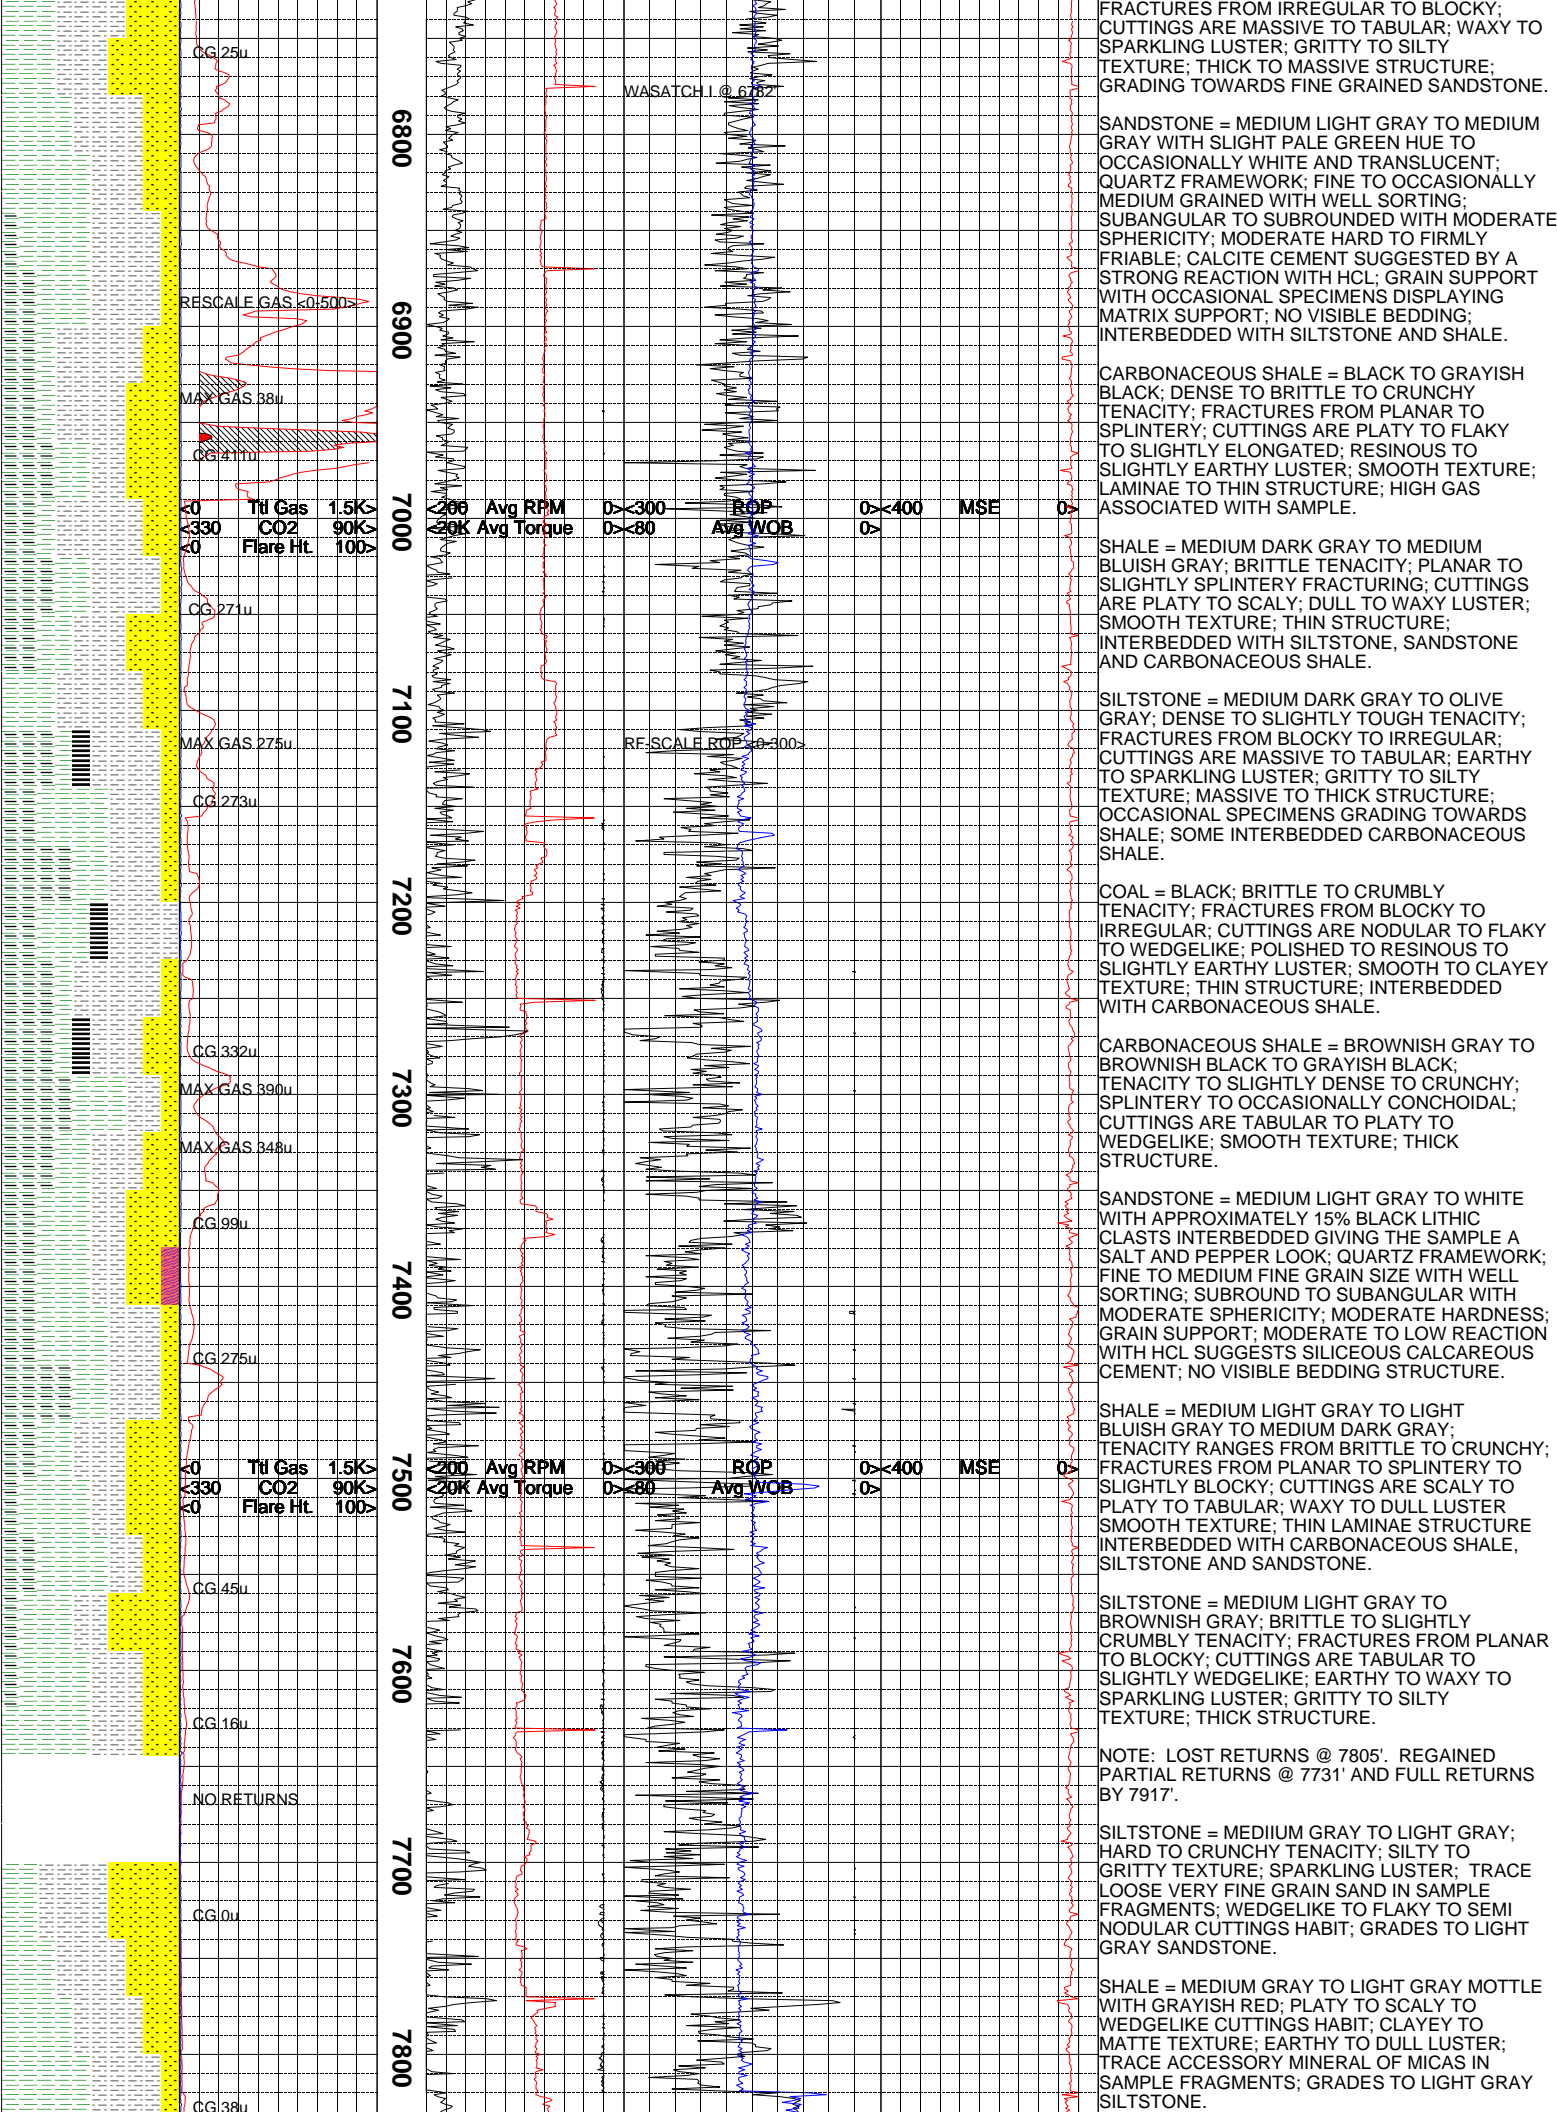 FRACTURES FROM IRREGULAR TO BLOCKY;
CUTTINGS ARE MASSIVE TO TABULAR; WAXY TO
SPARKLING LUSTER; GRITTY TO SILTY
TEXTURE; THICK TO MASSIVE STRUCTURE;
GRADING TOWARDS FINE GRAINED SANDSTONE.
SANDSTONE = MEDIUM LIGHT GRAY TO MEDIUM
GRAY WITH SLIGHT PALE GREEN HUE TO
OCCASIONALLY WHITE AND TRANSLUCENT;
QUARTZ FRAMEWORK; FINE TO OCCASIONALLY
MEDIUM GRAINED WITH WELL SORTING;
SUBANGULAR TO SUBROUNDED WITH MODERATE
SPHERICITY; MODERATE HARD TO FIRMLY
FRIABLE; CALCITE CEMENT SUGGESTED BY A
STRONG REACTION WITH HCL; GRAIN SUPPORT
WITH OCCASIONAL SPECIMENS DISPLAYING
MATRIX SUPPORT; NO VISIBLE BEDDING;
INTERBEDDED WITH SILTSTONE AND SHALE.
CARBONACEOUS SHALE = BLACK TO GRAYISH
BLACK; DENSE TO BRITTLE TO CRUNCHY
TENACITY; FRACTURES FROM PLANAR TO
SPLINTERY; CUTTINGS ARE PLATY TO FLAKY
TO SLIGHTLY ELONGATED; RESINOUS TO
SLIGHTLY EARTHY LUSTER; SMOOTH TEXTURE;
LAMINAE TO THIN STRUCTURE; HIGH GAS
ASSOCIATED WITH SAMPLE.
SHALE = MEDIUM DARK GRAY TO MEDIUM
BLUISH GRAY; BRITTLE TENACITY; PLANAR TO
SLIGHTLY SPLINTERY FRACTURING; CUTTINGS
ARE PLATY TO SCALY; DULL TO WAXY LUSTER;
SMOOTH TEXTURE; THIN STRUCTURE;
INTERBEDDED WITH SILTSTONE, SANDSTONE
AND CARBONACEOUS SHALE.
SILTSTONE = MEDIUM DARK GRAY TO OLIVE
GRAY; DENSE TO SLIGHTLY TOUGH TENACITY;
FRACTURES FROM BLOCKY TO IRREGULAR;
CUTTINGS ARE MASSIVE TO TABULAR; EARTHY
TO SPARKLING LUSTER; GRITTY TO SILTY
TEXTURE; MASSIVE TO THICK STRUCTURE;
OCCASIONAL SPECIMENS GRADING TOWARDS
SHALE; SOME INTERBEDDED CARBONACEOUS
SHALE.
COAL = BLACK; BRITTLE TO CRUMBLY
TENACITY; FRACTURES FROM BLOCKY TO
IRREGULAR; CUTTINGS ARE NODULAR TO FLAKY
TO WEDGELIKE; POLISHED TO RESINOUS TO
SLIGHTLY EARTHY LUSTER; SMOOTH TO CLAYEY
TEXTURE; THIN STRUCTURE; INTERBEDDED
WITH CARBONACEOUS SHALE.
CARBONACEOUS SHALE = BROWNISH GRAY TO
BROWNISH BLACK TO GRAYISH BLACK;
TENACITY TO SLIGHTLY DENSE TO CRUNCHY;
SPLINTERY TO OCCASIONALLY CONCHOIDAL;
CUTTINGS ARE TABULAR TO PLATY TO
WEDGELIKE; SMOOTH TEXTURE; THICK
STRUCTURE.
SANDSTONE = MEDIUM LIGHT GRAY TO WHITE
WITH APPROXIMATELY 15% BLACK LITHIC
CLASTS INTERBEDDED GIVING THE SAMPLE A
SALT AND PEPPER LOOK; QUARTZ FRAMEWORK;
FINE TO MEDIUM FINE GRAIN SIZE WITH WELL
SORTING; SUBROUND TO SUBANGULAR WITH
MODERATE SPHERICITY; MODERATE HARDNESS;
GRAIN SUPPORT; MODERATE TO LOW REACTION
WITH HCL SUGGESTS SILICEOUS CALCAREOUS
CEMENT; NO VISIBLE BEDDING STRUCTURE.
SHALE = MEDIUM LIGHT GRAY TO LIGHT
BLUISH GRAY TO MEDIUM DARK GRAY;
TENACITY RANGES FROM BRITTLE TO CRUNCHY;
FRACTURES FROM PLANAR TO SPLINTERY TO
SLIGHTLY BLOCKY; CUTTINGS ARE SCALY TO
PLATY TO TABULAR; WAXY TO DULL LUSTER
SMOOTH TEXTURE; THIN LAMINAE STRUCTURE
INTERBEDDED WITH CARBONACEOUS SHALE,
SILTSTONE AND SANDSTONE.
SILTSTONE = MEDIUM LIGHT GRAY TO
BROWNISH GRAY; BRITTLE TO SLIGHTLY
CRUMBLY TENACITY; FRACTURES FROM PLANAR
TO BLOCKY; CUTTINGS ARE TABULAR TO
SLIGHTLY WEDGELIKE; EARTHY TO WAXY TO
SPARKLING LUSTER; GRITTY TO SILTY
TEXTURE; THICK STRUCTURE.
NOTE: LOST RETURNS @ 7805'. REGAINED
PARTIAL RETURNS @ 7731' AND FULL RETURNS
BY 7917'.
SILTSTONE = MEDIIUM GRAY TO LIGHT GRAY;
HARD TO CRUNCHY TENACITY; SILTY TO
GRITTY TEXTURE; SPARKLING LUSTER; TRACE
LOOSE VERY FINE GRAIN SAND IN SAMPLE
FRAGMENTS; WEDGELIKE TO FLAKY TO SEMI
NODULAR CUTTINGS HABIT; GRADES TO LIGHT
GRAY SANDSTONE.
SHALE = MEDIUM GRAY TO LIGHT GRAY MOTTLE
WITH GRAYISH RED; PLATY TO SCALY TO
WEDGELIKE CUTTINGS HABIT; CLAYEY TO
MATTE TEXTURE; EARTHY TO DULL LUSTER;
TRACE ACCESSORY MINERAL OF MICAS IN
SAMPLE FRAGMENTS; GRADES TO LIGHT GRAY
SILTSTONE.
CG 25u
WASATCH I @ 6782'
6800
RESCALE GAS <0-500>
6900
MAX GAS 38u
CG 411u
<0 Ttl Gas 1.5K> <200 Avg RPM 0> <300 ROP 0> <400 MSE 0>
<330 CO2 90K> <20K Avg Torque 0> <80 Avg WOB 0>
<0 Flare Ht. 100>
7000
CG 271u
7100
MAX GAS 275u
RE-SCALE ROP <0-300>
CG 273u
7200
CG 332u
MAX GAS 390u
7300
MAX GAS 348u
CG 99u
7400
CG 275u
<0 Ttl Gas 1.5K> <200 Avg RPM 0> <300 ROP 0> <400 MSE 0>
<330 CO2 90K> <20K Avg Torque 0> <80 Avg WOB 0>
<0 Flare Ht. 100>
7500
CG 45u
7600
CG 16u
NO RETURNS
7700
CG 0u
7800
CG 38u